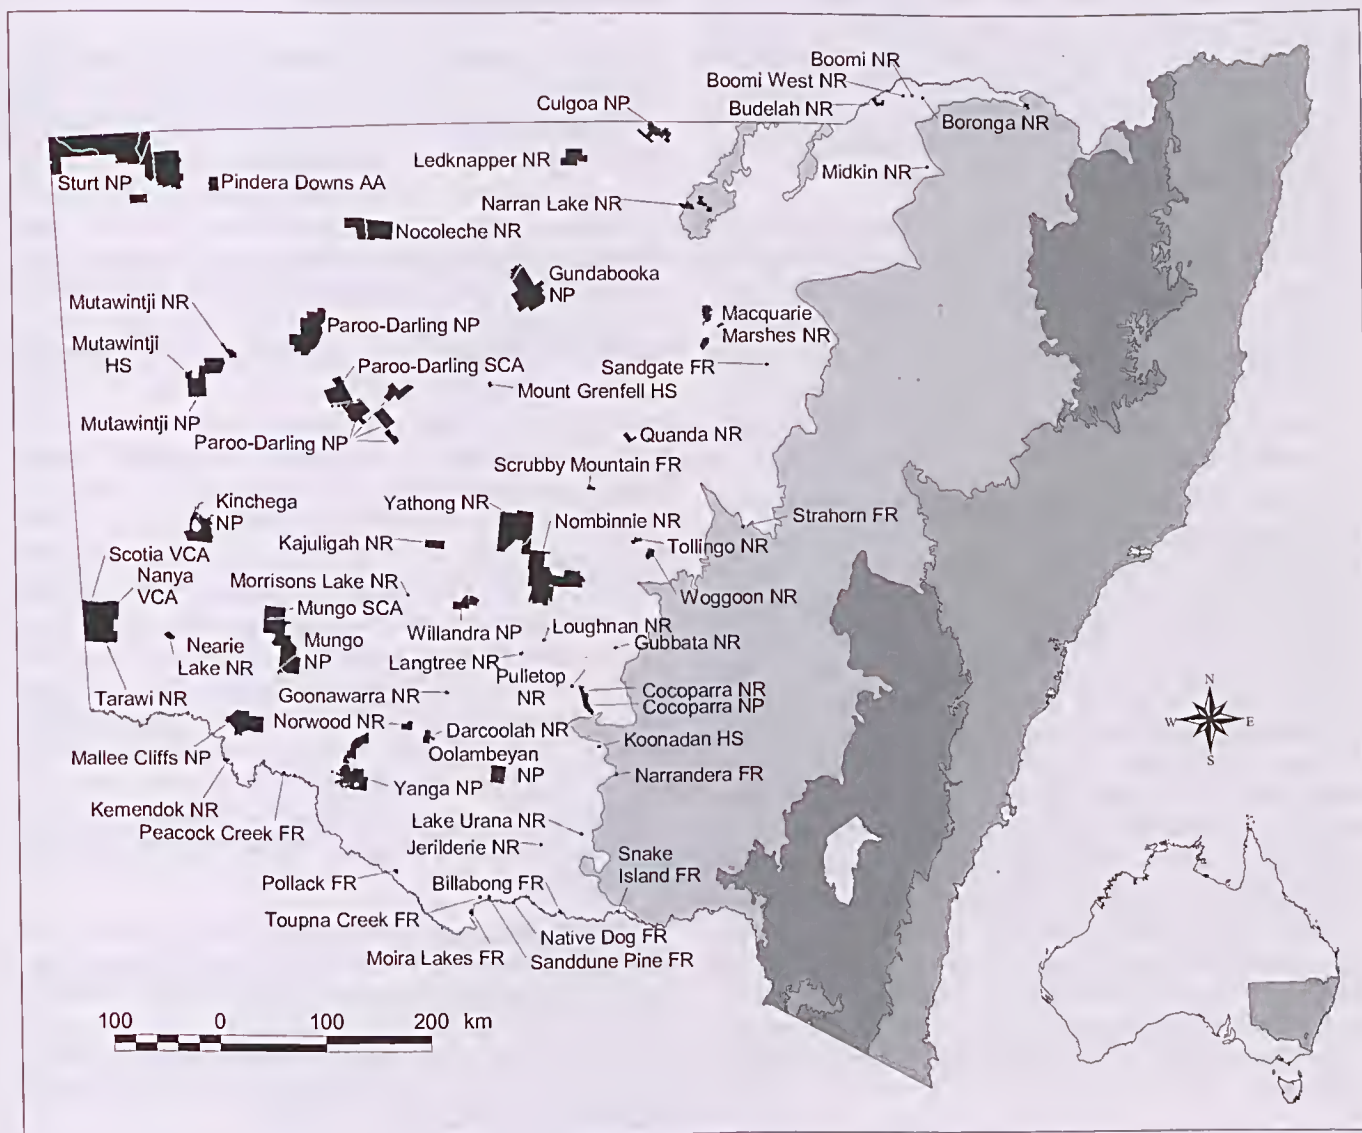 Boomi NR
Boomi West NR
Budelah NR
Culgoa NP
Boronga NR
Ledknapper NR
Midkin NR
Sturt NP
Pindera Downs AA
Narran Lake NR
Nocoleche NR
Gundabooka
NP
Mutawintji NR
Macquarie
Marshes NR
Paroo-Darling NP
Mutawintji
HS
Paroo-Darling SCA
Sandgate FR
Mount Grenfell HS
Mutawintji NP
Paroo-Darling NP
Quanda NR
Scrubby Mountain FR
Kinchega
NP
Yathong NR
Nombinnie NR
Strahorn FR
Kajuligah NR
Tollingo NR
Scotia VCA
Nanya
VCA
Morrisons Lake NR
Woggoon NR
Mungo SCA
Willandra NP
Loughnan NR
Nearie
Lake NR
Mungo
NP
Gubbata NR
Langtree NR
Pulletop
NR
Tarawi NR
Goonawarra NR
Cocoparra NR
Cocoparra NP
Norwood NR
Darcoolah NR
Koonadan HS
Mallee Cliffs NP
Oolambeyan
NP
Narrandera FR
Yanga NP
Kemendok NR
Peacock Creek FR
Lake Urana NR
Jerilderie NR
Snake
Island FR
Pollack FR
Billabong FR
Toupna Creek FR
Native Dog FR
Moira Lakes FR
Sanddune Pine FR
N
W
E
S
100 0 100 200 km